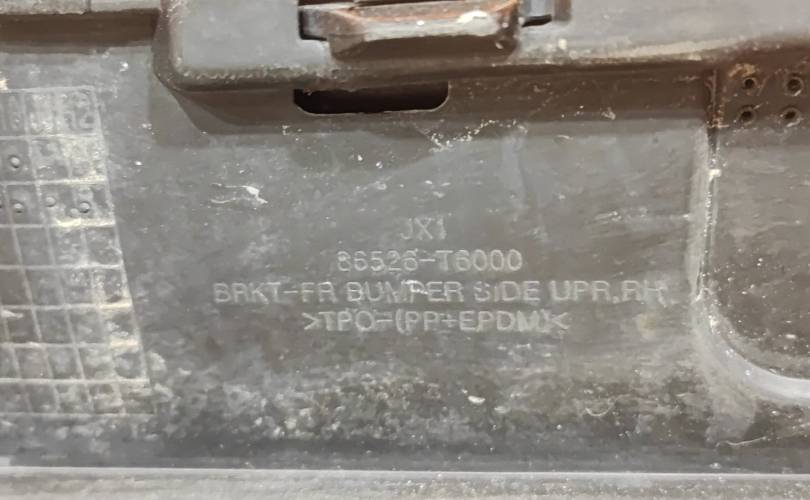 JX1
86526-T6000
BRKT-FR BUMPER SIDE UPR,RH
>TPO-(PP+EPDM)<